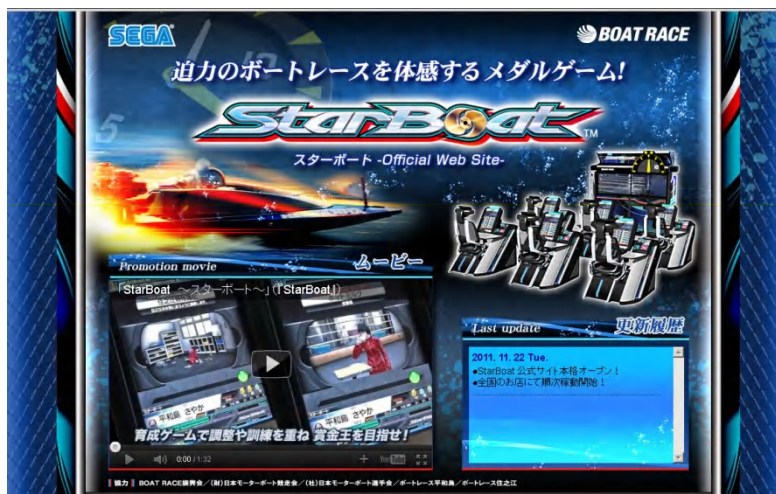 SEGA
BOAT RACE
迫力のボートレースを体感するメダルゲーム!
StarBoat TM
スターボート -Official Web Site-
Promotion movie
ムービー
「StarBoat ～スターボート～」(「StarBoat」)
平和島 さやか
平和島 さやか
育成ゲームで調整や訓練を重ね 賞金王を目指せ!
0:00 / 1:32
YouTube
Last update
更新履歴
2011. 11. 22 Tue.
●StarBoat 公式サイト本格オープン！
●全国のお店にて順次稼動開始！
協力 BOAT RACE振興会／(財)日本モーターボート競走会／(社)日本モーターボート選手会／ボートレース平和島／ボートレース住之江